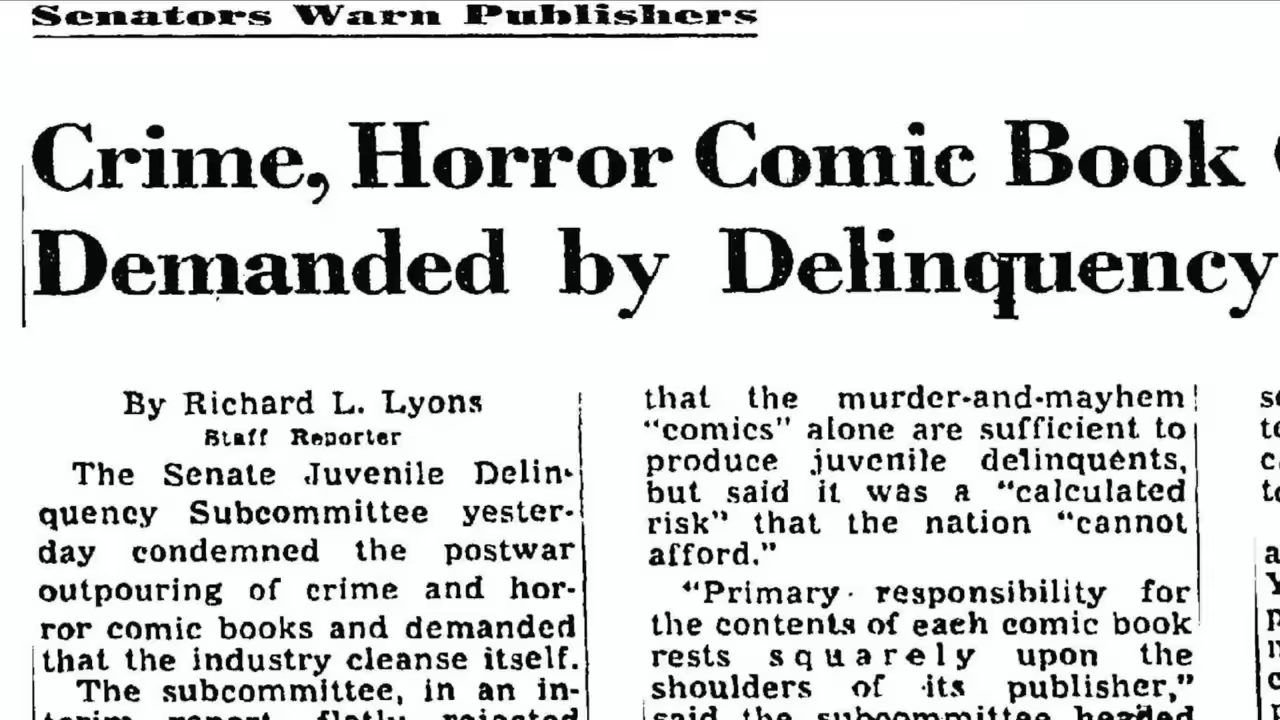 Senators Warn Publishers
Crime, Horror Comic Book
Demanded by Delinquency
By Richard L. Lyons
Staff Reporter
The Senate Juvenile Delin-
quency Subcommittee yester-
day condemned the postwar
outpouring of crime and hor-
ror comic books and demanded
that the industry cleanse itself.
The subcommittee, in an in-
terim report, flatly rejected
that the murder-and-mayhem
"comics" alone are sufficient to
produce juvenile delinquents,
but said it was a "calculated
risk" that the nation "cannot
afford."
"Primary responsibility for
the contents of each comic book
rests squarely upon the
shoulders of its publisher,"
said the subcommittee headed